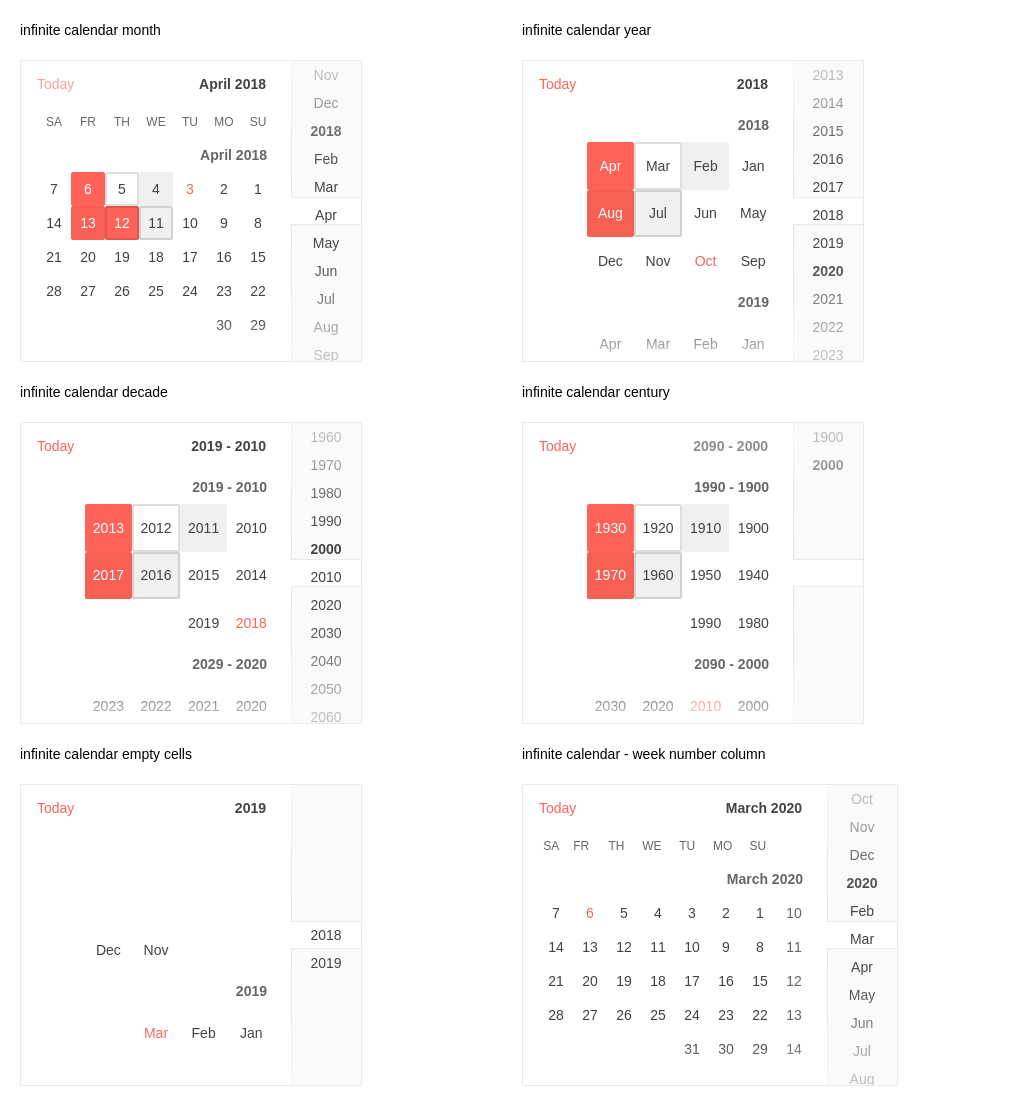 infinite calendar month
Today April 2018
SA FR TH WE TU MO SU
April 2018
7 6 5 4 3 2 1
14 13 12 11 10 9 8
21 20 19 18 17 16 15
28 27 26 25 24 23 22
30 29
Nov
Dec
2018
Feb
Mar
Apr
May
Jun
Jul
Aug
Sep
infinite calendar year
Today 2018
2018
Apr Mar Feb Jan
Aug Jul Jun May
Dec Nov Oct Sep
2019
Apr Mar Feb Jan
2013
2014
2015
2016
2017
2018
2019
2020
2021
2022
2023
infinite calendar decade
Today 2019 - 2010
2019 - 2010
2013 2012 2011 2010
2017 2016 2015 2014
2019 2018
2029 - 2020
2023 2022 2021 2020
1960
1970
1980
1990
2000
2010
2020
2030
2040
2050
2060
infinite calendar century
Today 2090 - 2000
1990 - 1900
1930 1920 1910 1900
1970 1960 1950 1940
1990 1980
2090 - 2000
2030 2020 2010 2000
1900
2000
infinite calendar empty cells
Today 2019
Dec Nov
2019
Mar Feb Jan
2018
2019
infinite calendar - week number column
Today March 2020
SA FR TH WE TU MO SU
March 2020
7 6 5 4 3 2 1 10
14 13 12 11 10 9 8 11
21 20 19 18 17 16 15 12
28 27 26 25 24 23 22 13
31 30 29 14
Oct
Nov
Dec
2020
Feb
Mar
Apr
May
Jun
Jul
Aug